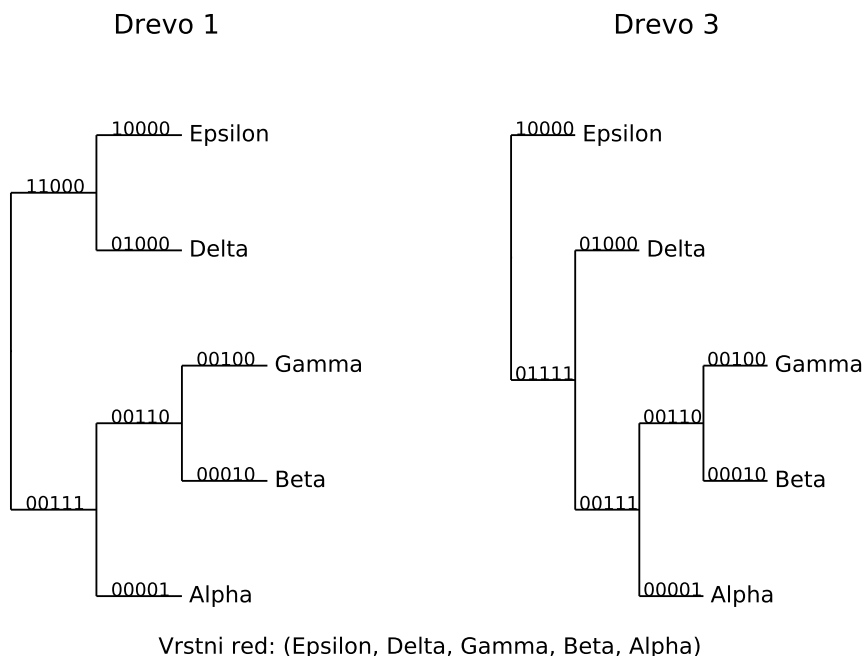 Drevo 1
10000 Epsilon
11000
01000 Delta
00100 Gamma
00110
00010 Beta
00111
00001 Alpha
Drevo 3
10000 Epsilon
01000 Delta
00100 Gamma
01111
00110
00010 Beta
00111
00001 Alpha
Vrstni red: (Epsilon, Delta, Gamma, Beta, Alpha)